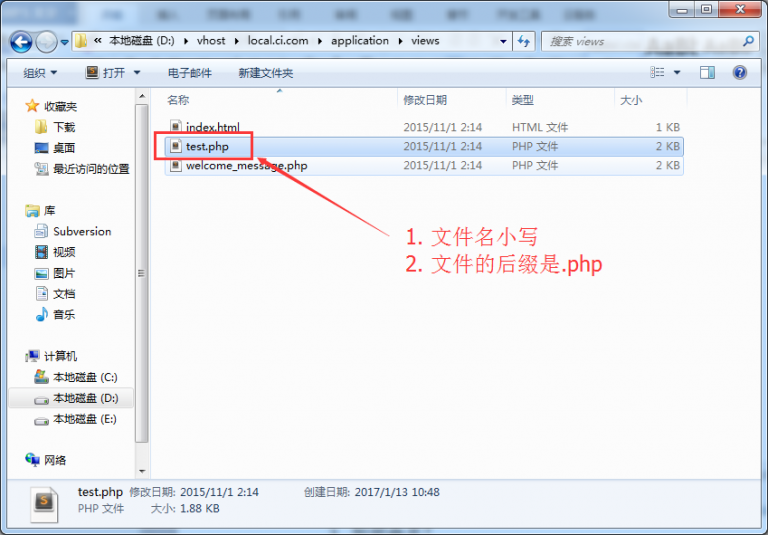 « 本地磁盘 (D:) ▸ vhost ▸ local.ci.com ▸ application ▸ views
搜索 views
组织 打开 电子邮件 新建文件夹
名称 修改日期 类型 大小
index.html 2015/11/1 2:14 HTML 文件 1 KB
test.php 2015/11/1 2:14 PHP 文件 2 KB
welcome_message.php 2015/11/1 2:14 PHP 文件 2 KB
收藏夹
下载
桌面
最近访问的位置
库
Subversion
视频
图片
文档
音乐
计算机
本地磁盘 (C:)
本地磁盘 (D:)
本地磁盘 (E:)
网络
1. 文件名小写
2. 文件的后缀是.php
test.php 修改日期: 2015/11/1 2:14 创建日期: 2017/1/13 10:48
PHP 文件 大小: 1.88 KB